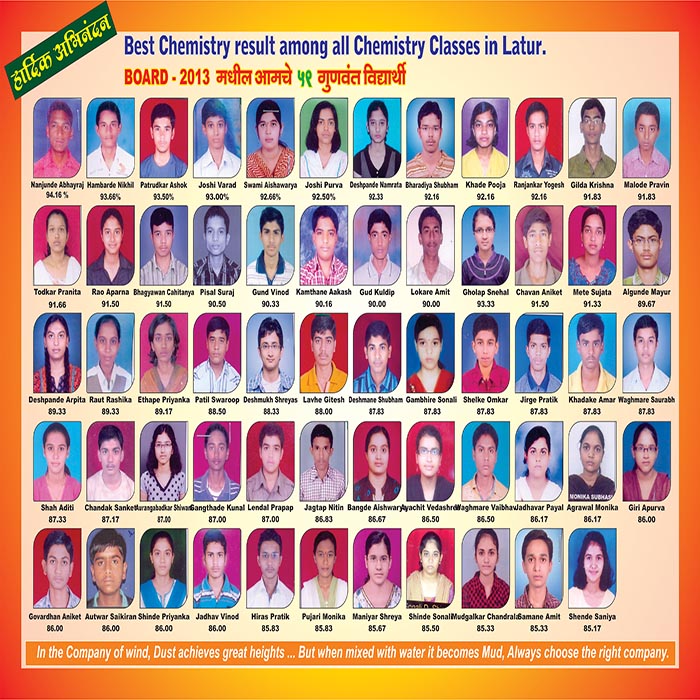 हार्दिक अभिनंदन
Best Chemistry result among all Chemistry Classes in Latur.
BOARD - 2013 मधील आमचे ५९ गुणवंत विद्यार्थी
Nanjunde Abhayraj Hambarde Nikhil Patrudkar Ashok Joshi Varad Swami Aishawarya Joshi Purva Deshpande Namrata Bharadiya Shubham Khade Pooja Ranjankar Yogesh Gilda Krishna Malode Pravin
94.16 % 93.66% 93.50% 93.00% 92.66% 92.50% 92.33 92.16 92.16 92.16 91.83 91.83
Todkar Pranita Rao Aparna Bhagyawan Cahitanya Pisal Suraj Gund Vinod Kamthane Aakash Gud Kuldip Lokare Amit Gholap Snehal Chavan Aniket Mete Sujata Algunde Mayur
91.66 91.50 91.50 90.50 90.33 90.16 90.00 90.00 93.33 91.50 91.33 89.67
Deshpande Arpita Raut Rashika Ethape Priyanka Patil Swaroop Deshmukh Shreyas Lavhe Gitesh Deshmane Shubham Gambhire Sonali Shelke Omkar Jirge Pratik Khadake Amar Waghmare Saurabh
89.33 89.33 89.17 88.50 88.33 88.00 87.83 87.83 87.83 87.83 87.83 87.83
MONIKA SUBHASH
Shah Aditi Chandak Sanket Aurangabadkar Shiwani Gangthade Kunal Lendal Prapap Jagtap Nitin Bangde Aishwarya Ayachit Vedashree Waghmare Vaibhav Jadhavar Payal Agrawal Monika Giri Apurva
87.33 87.17 87.00 87.00 87.00 86.83 86.67 86.50 86.50 86.17 86.17 86.00
Govardhan Aniket Autwar Saikiran Shinde Priyanka Jadhav Vinod Hiras Pratik Pujari Monika Maniyar Shreya Shinde Sonali Mudgalkar Chandrala Gamane Amit Shende Saniya
86.00 86.00 86.00 86.00 85.83 85.83 85.67 85.50 85.33 85.33 85.17
In the Company of wind, Dust achieves great heights ... But when mixed with water it becomes Mud, Always choose the right company.